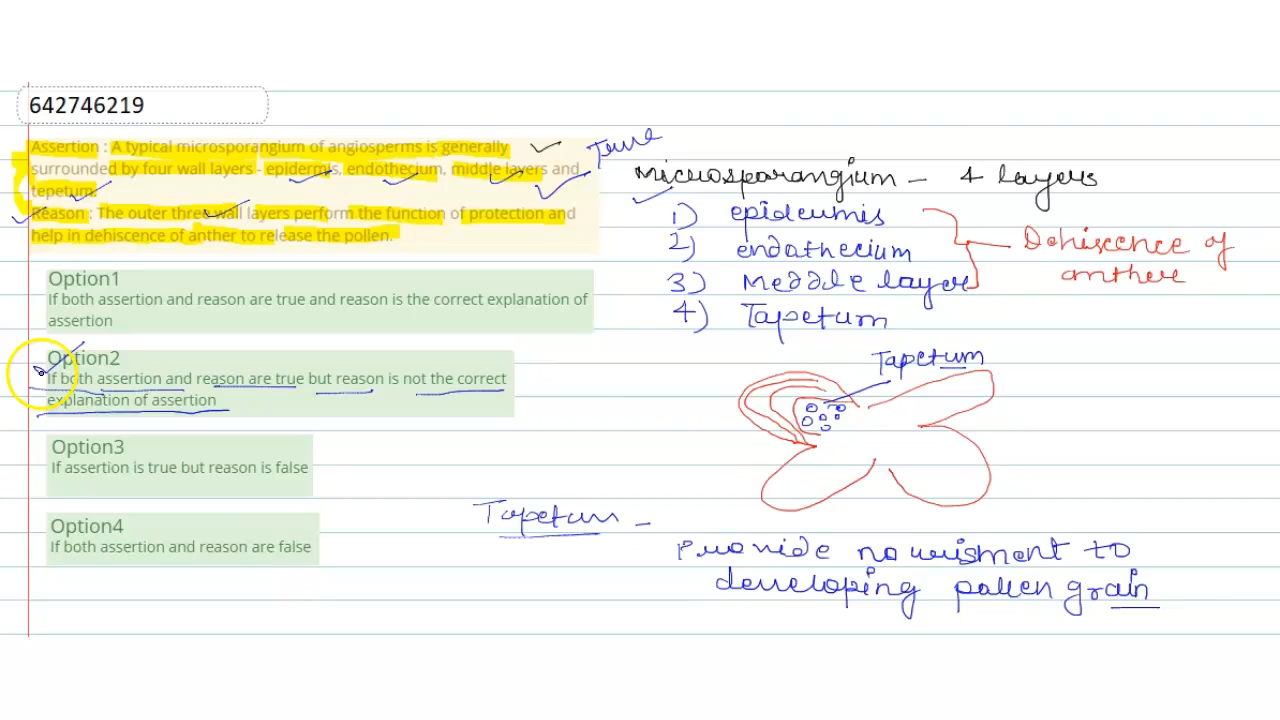 642746219
Assertion : A typical microsporangium of angiosperms is generally
surrounded by four wall layers - epidermis, endothecium, middle layers and
tepetum.
Reason : The outer three wall layers perform the function of protection and
help in dehiscence of anther to release the pollen.
True
Option1
If both assertion and reason are true and reason is the correct explanation of
assertion
Option2
If both assertion and reason are true but reason is not the correct
explanation of assertion
Option3
If assertion is true but reason is false
Option4
If both assertion and reason are false
Microsporangium - 4 layers
1) epidermis
2) endothecium
3) Meddle layer
4) Tapetum
Dehiscence of
anther
Tapetum
Tapetum -
Provide nourisment to
developing pollen grain